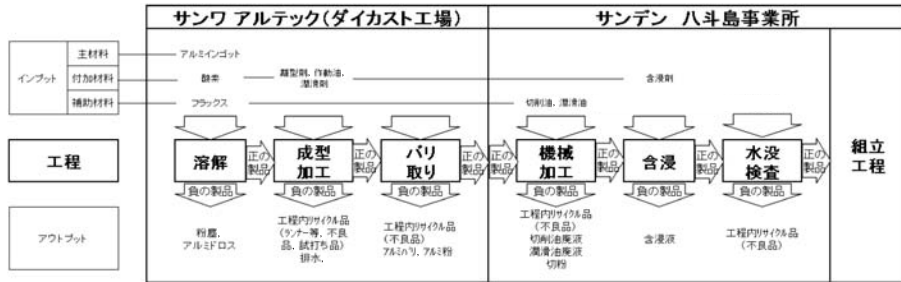 サンワ アルテック(ダイカスト工場)
サンデン 八斗島事業所
インプット
主材料
アルミインゴット
付加材料
酸素
離型剤、作動油、
潤滑剤
含浸剤
補助材料
フラックス
切削油、潤滑油
工程
溶解
正の
製品
成型
加工
正の
製品
バリ
取り
正の
製品
正の
製品
機械
加工
正の
製品
含浸
正の
製品
水没
検査
正の
製品
組立
工程
負の製品
負の製品
負の製品
負の製品
負の製品
負の製品
アウトプット
粉塵、
アルミドロス
工程内リサイクル品
(ランナー等、不良
品、試打ち品)
排水、
工程内リサイクル品
(不良品)
アルミバリ、アルミ粉
工程内リサイクル品
(不良品)
切削油廃液
潤滑油廃液
切粉
含浸液
工程内リサイクル品
(不良品)